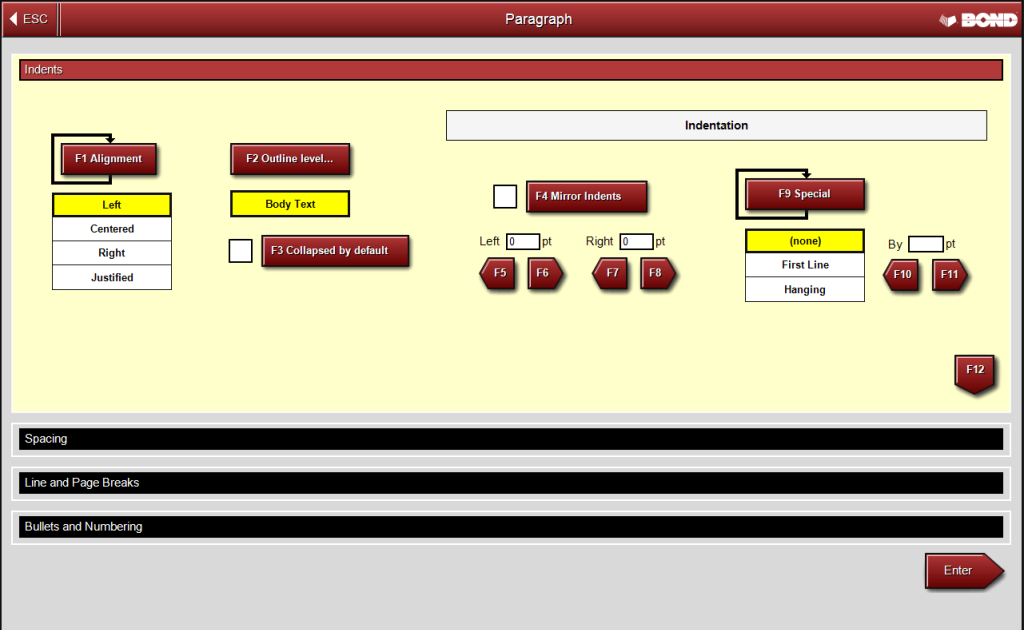 ESC
Paragraph
BOND
Indents
Indentation
F1 Alignment
Left
Centered
Right
Justified
F2 Outline level...
Body Text
F3 Collapsed by default
F4 Mirror Indents
Left 0 pt
Right 0 pt
F5
F6
F7
F8
F9 Special
(none)
First Line
Hanging
By pt
F10
F11
F12
Spacing
Line and Page Breaks
Bullets and Numbering
Enter